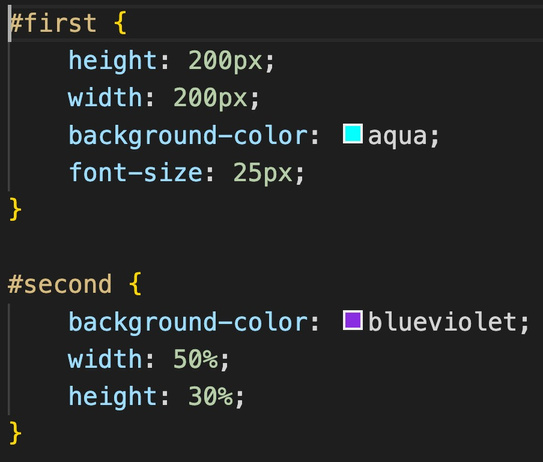 #first {
    height: 200px;
    width: 200px;
    background-color: aqua;
    font-size: 25px;
}

#second {
    background-color: blueviolet;
    width: 50%;
    height: 30%;
}